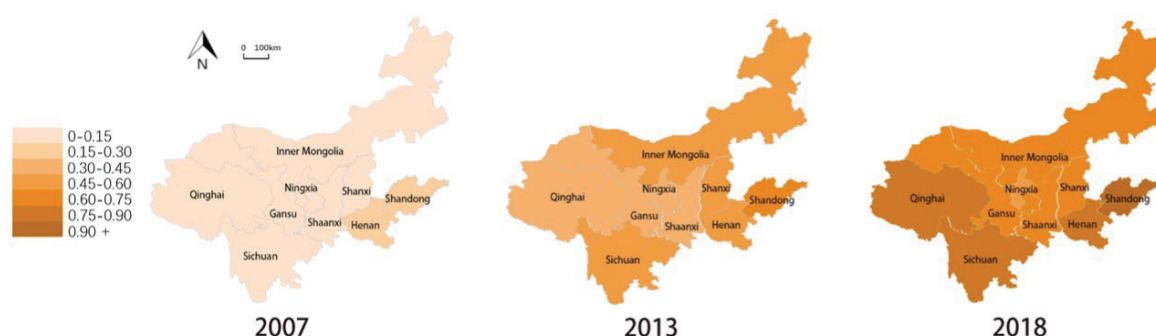 N
0 100km
0-0.15
0.15-0.30
0.30-0.45
0.45-0.60
0.60-0.75
0.75-0.90
0.90 +
Inner Mongolia
Qinghai
Ningxia
Shanxi
Shandong
Gansu
Shaanxi
Henan
Sichuan
2007
Inner Mongolia
Qinghai
Ningxia
Shanxi
Shandong
Gansu
Shaanxi
Henan
Sichuan
2013
Inner Mongolia
Qinghai
Ningxia
Shanxi
Shandong
Gansu
Shaanxi
Henan
Sichuan
2018